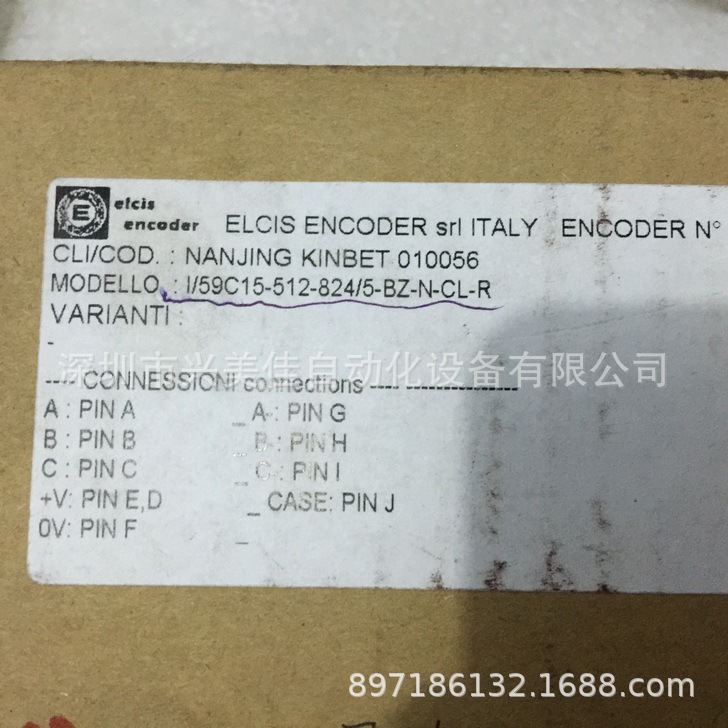 elcis
encoder
ELCIS ENCODER srl ITALY ENCODER N°
CLI/COD. : NANJING KINBET 010056
MODELLO : I/59C15-512-824/5-BZ-N-CL-R
VARIANTI :
-
深圳市兴美佳自动化设备有限公司
---- CONNESSIONI connections ---- ----------------
A : PIN A _ A- : PIN G
B : PIN B _ B- : PIN H
C : PIN C _ C- : PIN I
+V: PIN E,D _ CASE: PIN J
0V: PIN F _
897186132.1688.com